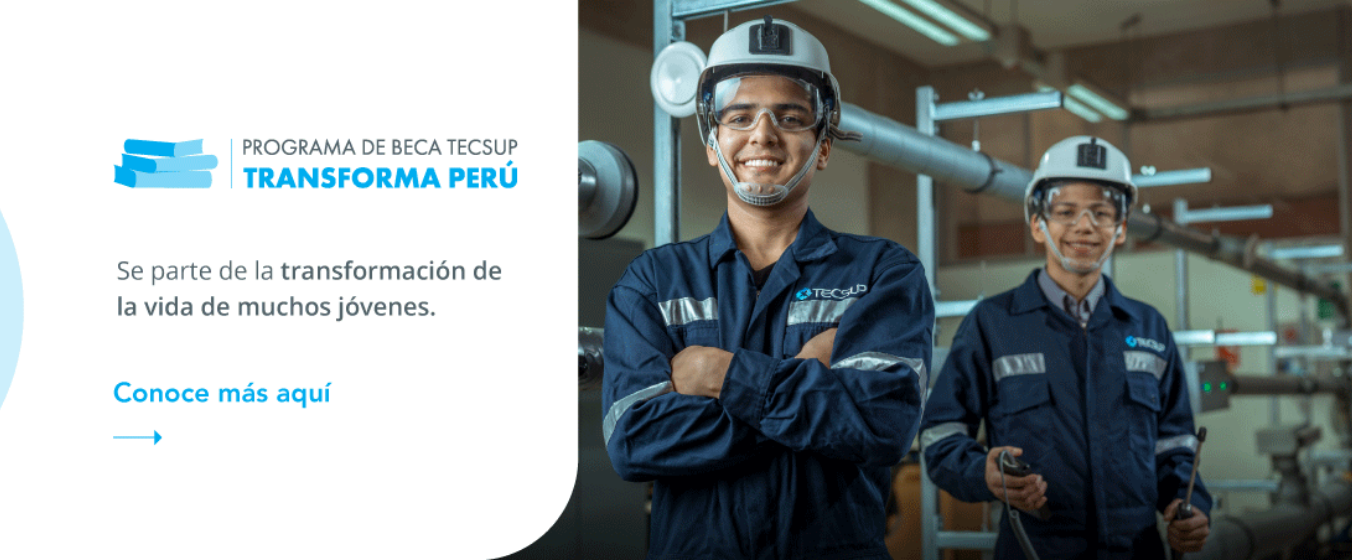 PROGRAMA DE BECA TECSUP
TRANSFORMA PERÚ
Se parte de la transformación de
la vida de muchos jóvenes.
Conoce más aquí
TECSUP
TECSUP